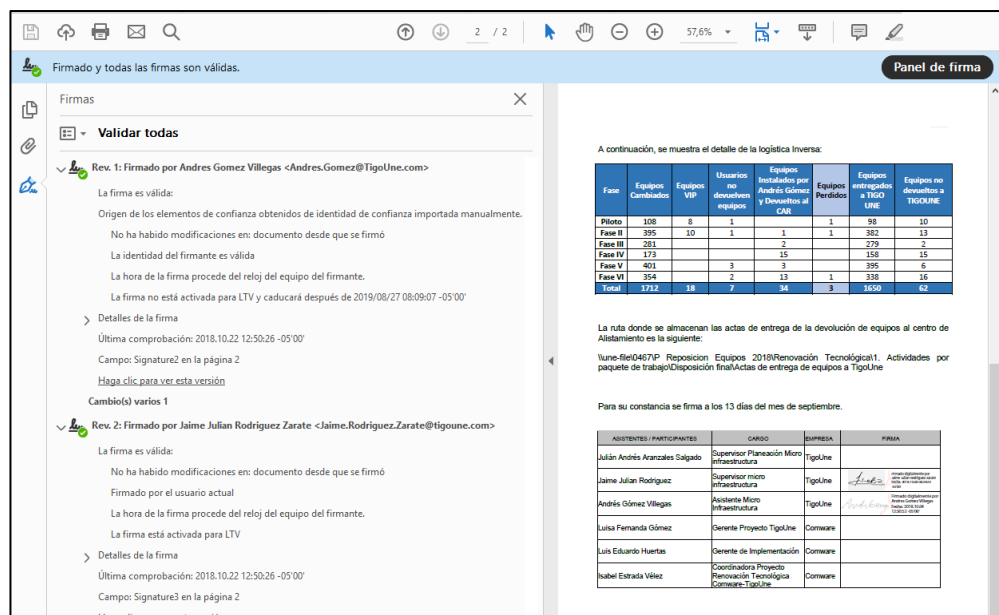 2 / 2
57,6%
Firmado y todas las firmas son válidas.
Panel de firma
Firmas
Validar todas
Rev. 1: Firmado por Andres Gomez Villegas <Andres.Gomez@TigoUne.com>
La firma es válida:
Origen de los elementos de confianza obtenidos de identidad de confianza importada manualmente.
No ha habido modificaciones en: documento desde que se firmó
La identidad del firmante es válida
La hora de la firma procede del reloj del equipo del firmante.
La firma no está activada para LTV y caducará después de 2019/08/27 08:09:07 -05'00'
Detalles de la firma
Última comprobación: 2018.10.22 12:50:26 -05'00'
Campo: Signature2 en la página 2
Haga clic para ver esta versión
Cambio(s) varios 1
Rev. 2: Firmado por Jaime Julian Rodriguez Zarate <Jaime.Rodriguez.Zarate@tigoune.com>
La firma es válida:
No ha habido modificaciones en: documento desde que se firmó
Firmado por el usuario actual
La hora de la firma procede del reloj del equipo del firmante.
La firma está activada para LTV
Detalles de la firma
Última comprobación: 2018.10.22 12:50:26 -05'00'
Campo: Signature3 en la página 2
A continuación, se muestra el detalle de la logística Inversa:
Fase Equipos Cambiados Equipos VIP Usuarios no devuelven equipos Equipos Instalados por Andrés Gómez y Devueltos al CAR Equipos Perdidos Equipos entregados a TIGO UNE Equipos no devueltos a TIGOUNE
Piloto 108 8 1 1 98 10
Fase II 395 10 1 1 1 382 13
Fase III 281 2 279 2
Fase IV 173 15 158 15
Fase V 401 3 3 395 6
Fase VI 354 2 13 1 338 16
Total 1712 18 7 34 3 1650 62
La ruta donde se almacenan las actas de entrega de la devolución de equipos al centro de
Alistamiento es la siguiente:
\\une-file\0467\P Reposicion Equipos 2018\Renovación Tecnológica\1. Actividades por
paquete de trabajo\Disposición final\Actas de entrega de equipos a TigoUne
Para su constancia se firma a los 13 días del mes de septiembre.
ASISTENTES / PARTICIPANTES CARGO EMPRESA FIRMA
Julián Andrés Aranzales Salgado Supervisor Planeación Micro infraestructura TigoUne
Jaime Julian Rodriguez Supervisor micro infraestructura TigoUne
Andrés Gómez Villegas Asistente Micro Infraestructura TigoUne
Luisa Fernanda Gómez Gerente Proyecto TigoUne Comware
Luis Eduardo Huertas Gerente de Implementación Comware
Isabel Estrada Vélez Coordinadora Proyecto Renovación Tecnológica Comware-TigoUne Comware